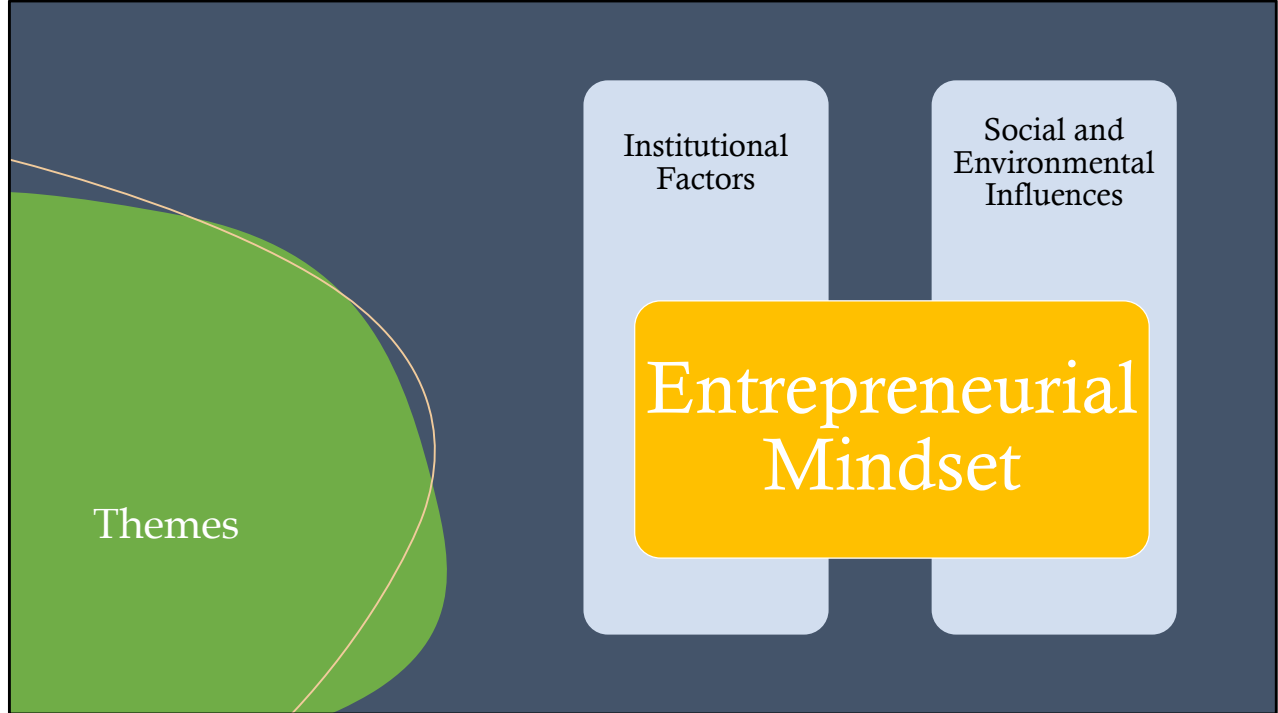 Themes
Institutional
Factors
Social and
Environmental
Influences
Entrepreneurial
Mindset